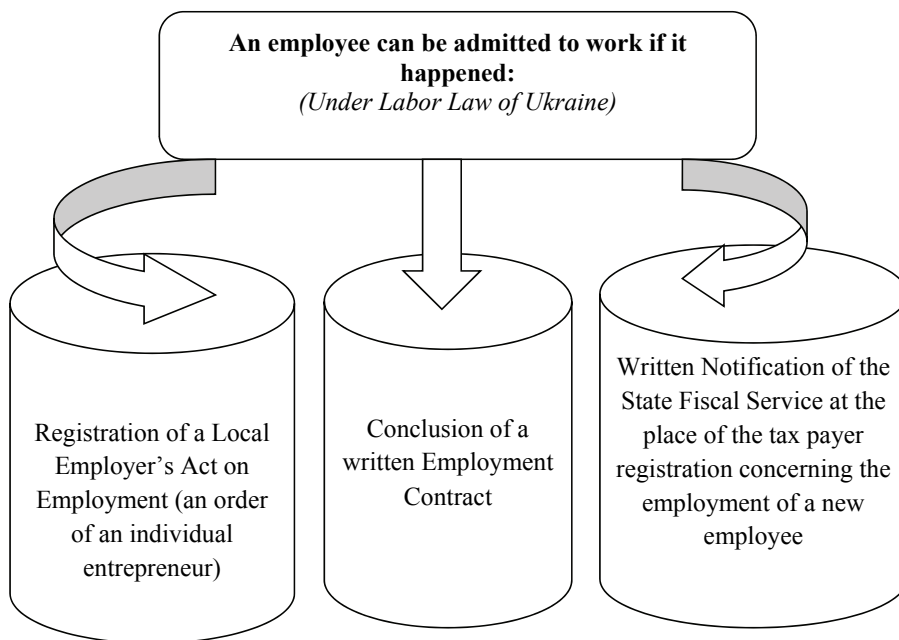 An employee can be admitted to work if it
happened:
(Under Labor Law of Ukraine)
Registration of a Local
Employer’s Act on
Employment (an order
of an individual
entrepreneur)
Conclusion of a
written Employment
Contract
Written Notification of the
State Fiscal Service at the
place of the tax payer
registration concerning the
employment of a new
employee